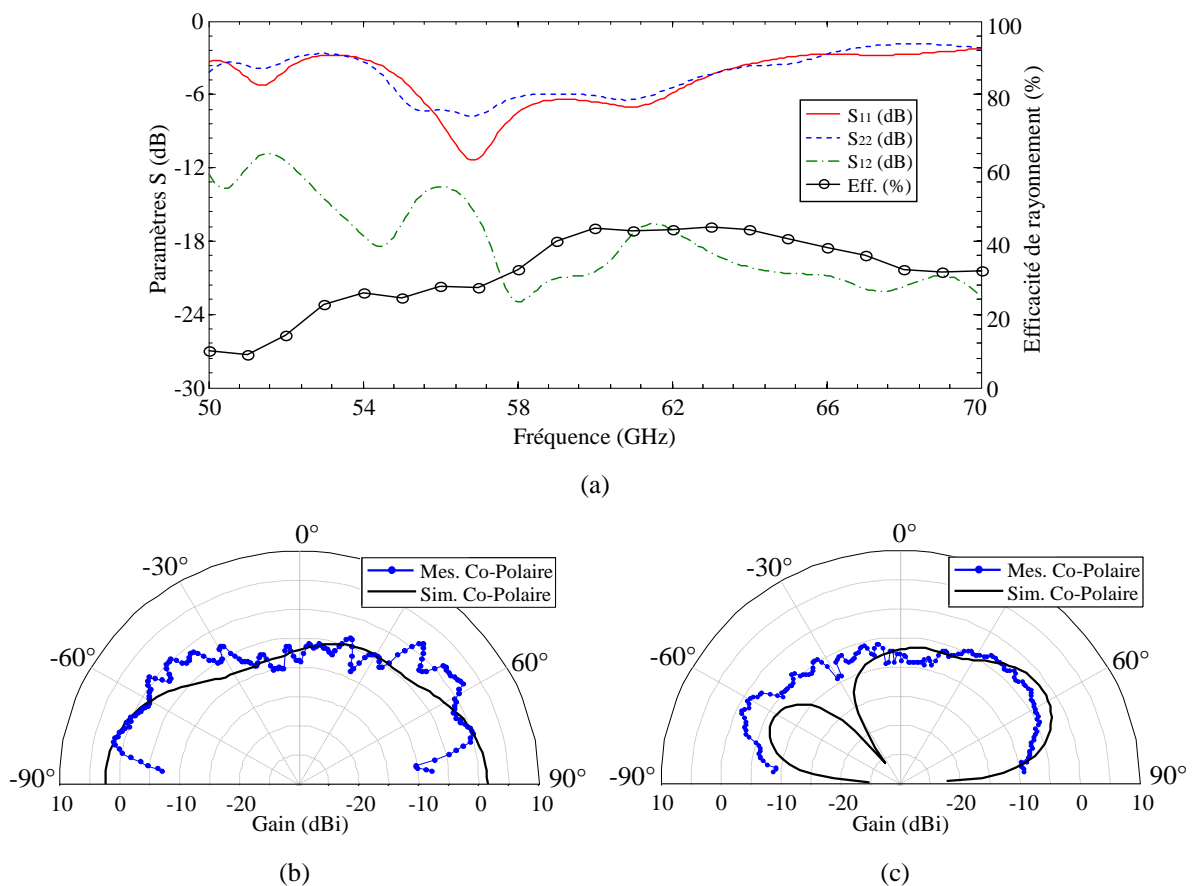 Paramètres S (dB)
0
-6
-12
-18
-24
-30
100
80
60
40
20
0
Efficacité de rayonnement (%)
S11 (dB)
S22 (dB)
S12 (dB)
Eff. (%)
50
54
58
62
66
70
Fréquence (GHz)
(a)
0°
-30°
-60°
60°
-90°
90°
Mes. Co-Polaire
Sim. Co-Polaire
10 0 -10 -20 -20 -10 0 10
Gain (dBi)
(b)
0°
-30°
-60°
60°
-90°
90°
Mes. Co-Polaire
Sim. Co-Polaire
10 0 -10 -20 -20 -10 0 10
Gain (dBi)
(c)